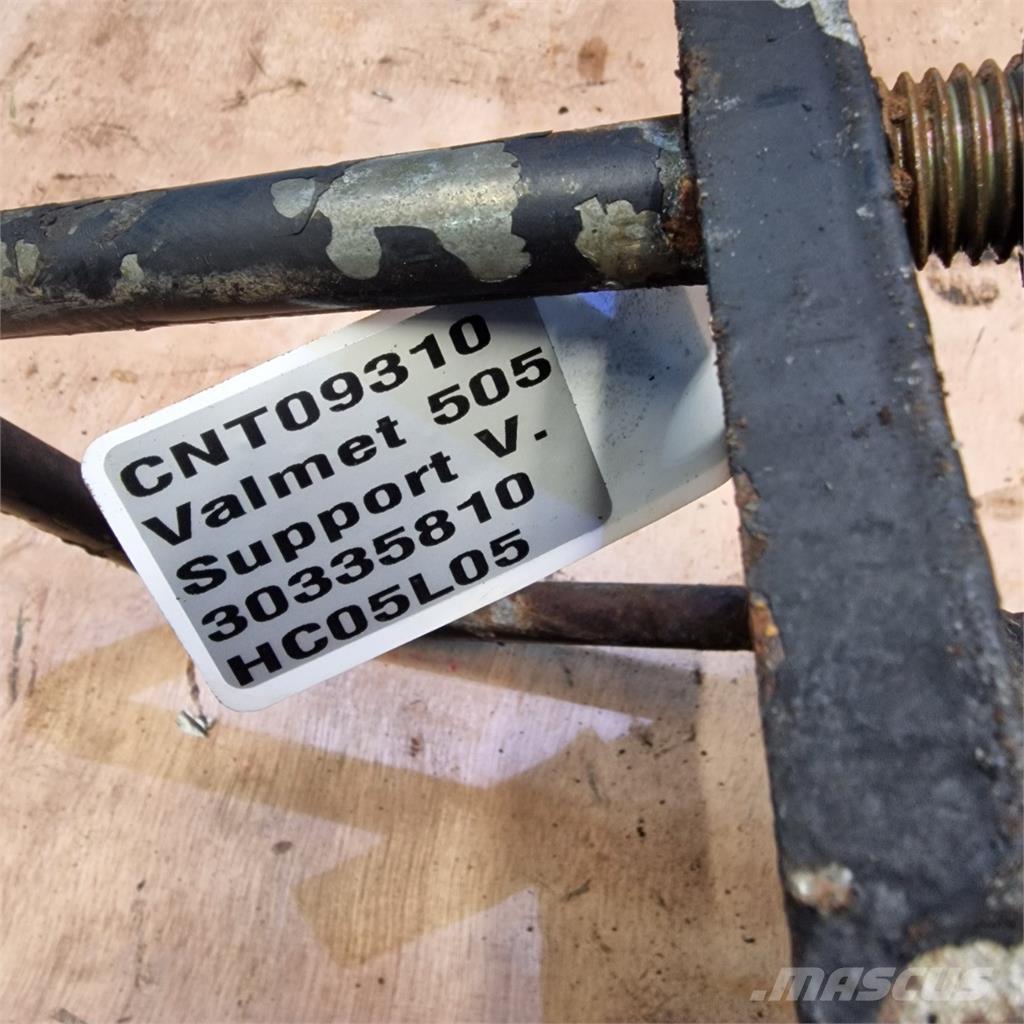 CNT09310
Valmet 505
Support V.
30335810
HC05L05
.MASCUS